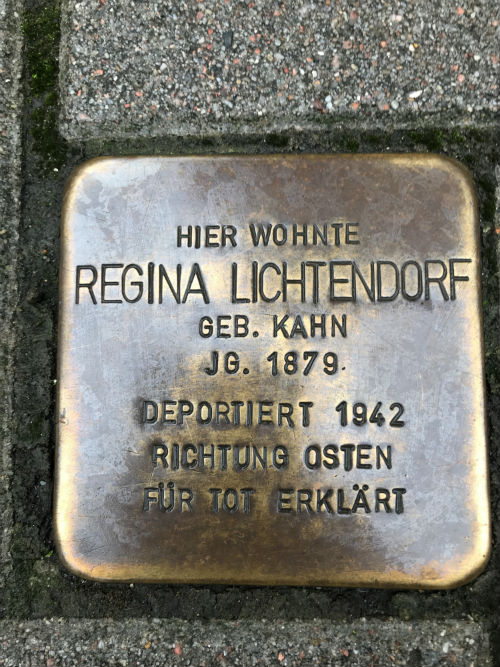 HIER WOHNTE
REGINA LICHTENDORF
GEB. KAHN
JG. 1879
DEPORTIERT 1942
RICHTUNG OSTEN
FÜR TOT ERKLÄRT